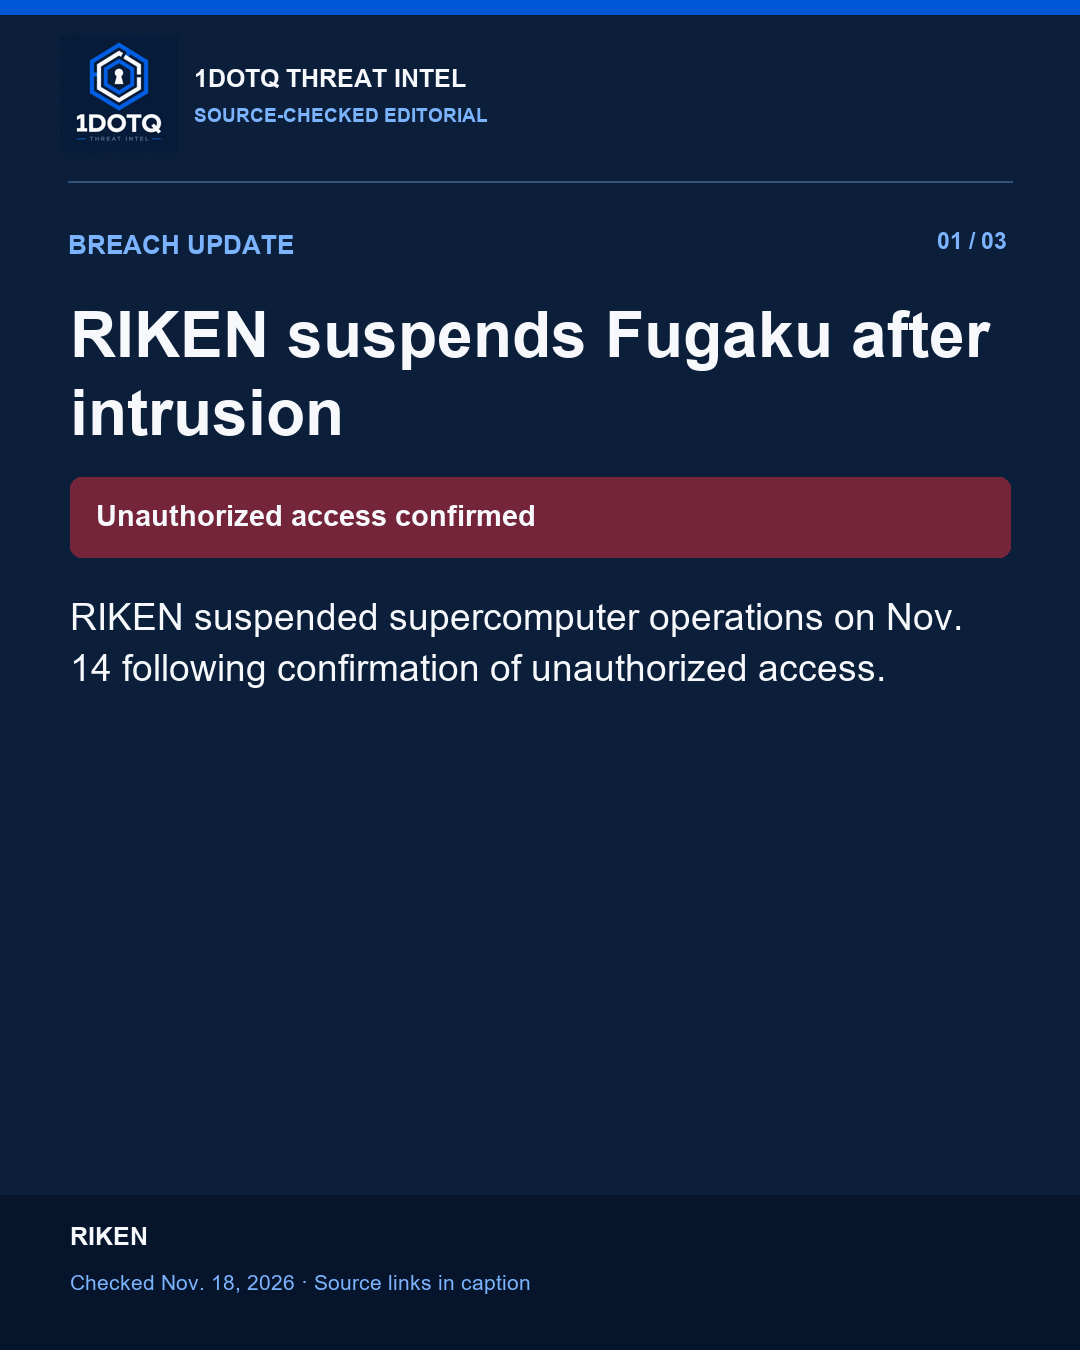 1DOTQ
THREAT INTEL
1DOTQ THREAT INTEL
SOURCE-CHECKED EDITORIAL
BREACH UPDATE
01 / 03
RIKEN suspends Fugaku after
intrusion
Unauthorized access confirmed
RIKEN suspended supercomputer operations on Nov.
14 following confirmation of unauthorized access.
RIKEN
Checked Nov. 18, 2026 · Source links in caption